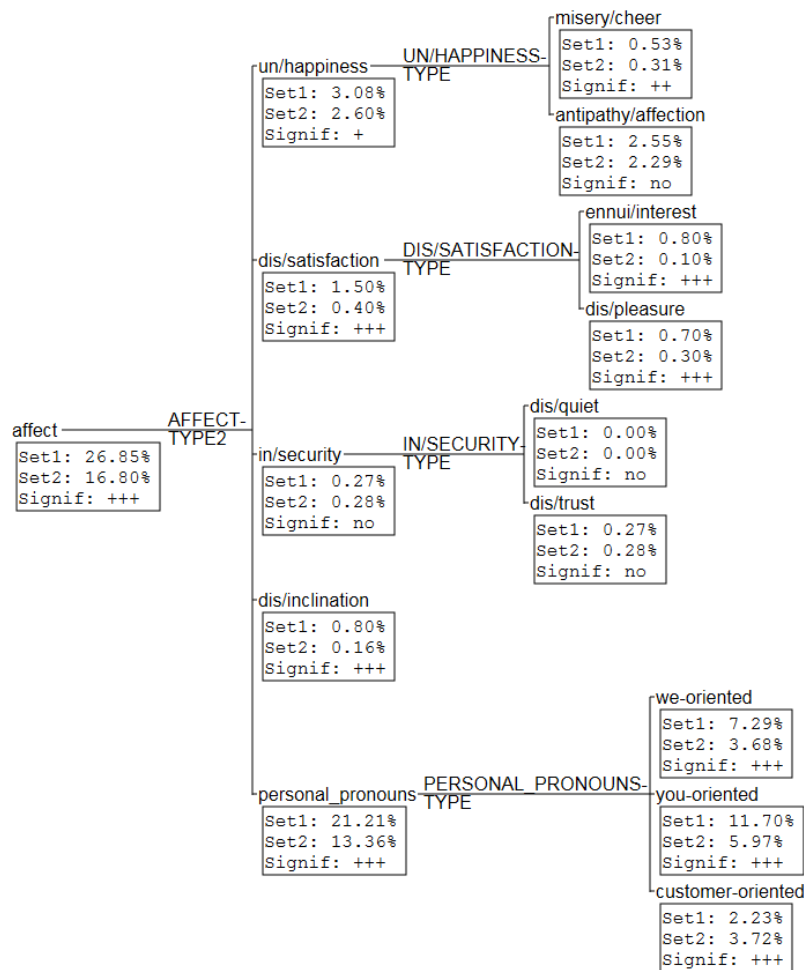 misery/cheer
Set1: 0.53%
Set2: 0.31%
Signif: ++
un/happiness
UN/HAPPINESS-
TYPE
Set1: 3.08%
Set2: 2.60%
Signif: +
antipathy/affection
Set1: 2.55%
Set2: 2.29%
Signif: no
ennui/interest
Set1: 0.80%
Set2: 0.10%
Signif: +++
dis/satisfaction
DIS/SATISFACTION-
TYPE
Set1: 1.50%
Set2: 0.40%
Signif: +++
dis/pleasure
Set1: 0.70%
Set2: 0.30%
Signif: +++
affect
AFFECT-
TYPE2
Set1: 26.85%
Set2: 16.80%
Signif: +++
dis/quiet
Set1: 0.00%
Set2: 0.00%
Signif: no
in/security
IN/SECURITY-
TYPE
Set1: 0.27%
Set2: 0.28%
Signif: no
dis/trust
Set1: 0.27%
Set2: 0.28%
Signif: no
dis/inclination
Set1: 0.80%
Set2: 0.16%
Signif: +++
we-oriented
Set1: 7.29%
Set2: 3.68%
Signif: +++
personal_pronouns
PERSONAL_PRONOUNS-
TYPE
Set1: 21.21%
Set2: 13.36%
Signif: +++
you-oriented
Set1: 11.70%
Set2: 5.97%
Signif: +++
customer-oriented
Set1: 2.23%
Set2: 3.72%
Signif: +++